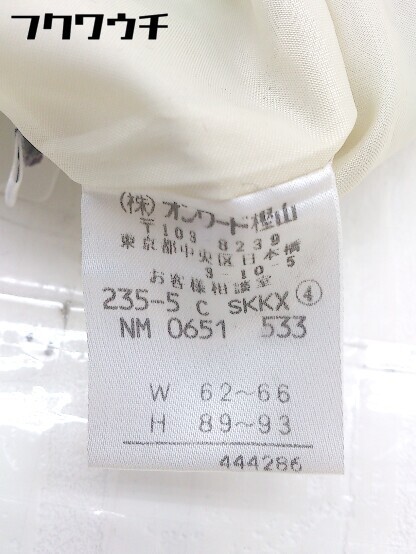 フクワウチ
(株)オンワード樫山
〒103-8239
東京都中央区日本橋
3-10-5
お客様相談室
235-5 C SKKX ④
NM 0651 533
W 62～66
H 89～93
444286